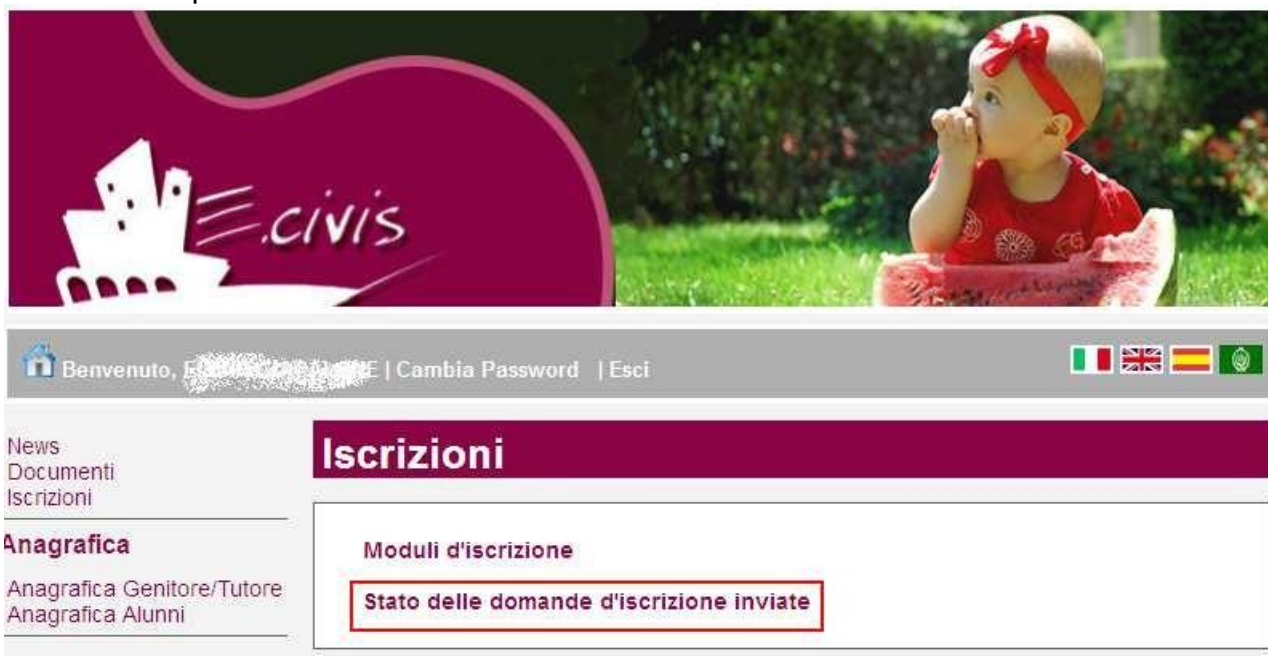 E.civis
Benvenuto, | Cambia Password | Esci
News
Documenti
Iscrizioni
Anagrafica
Anagrafica Genitore/Tutore
Anagrafica Alunni
Iscrizioni
Moduli d'iscrizione
Stato delle domande d'iscrizione inviate